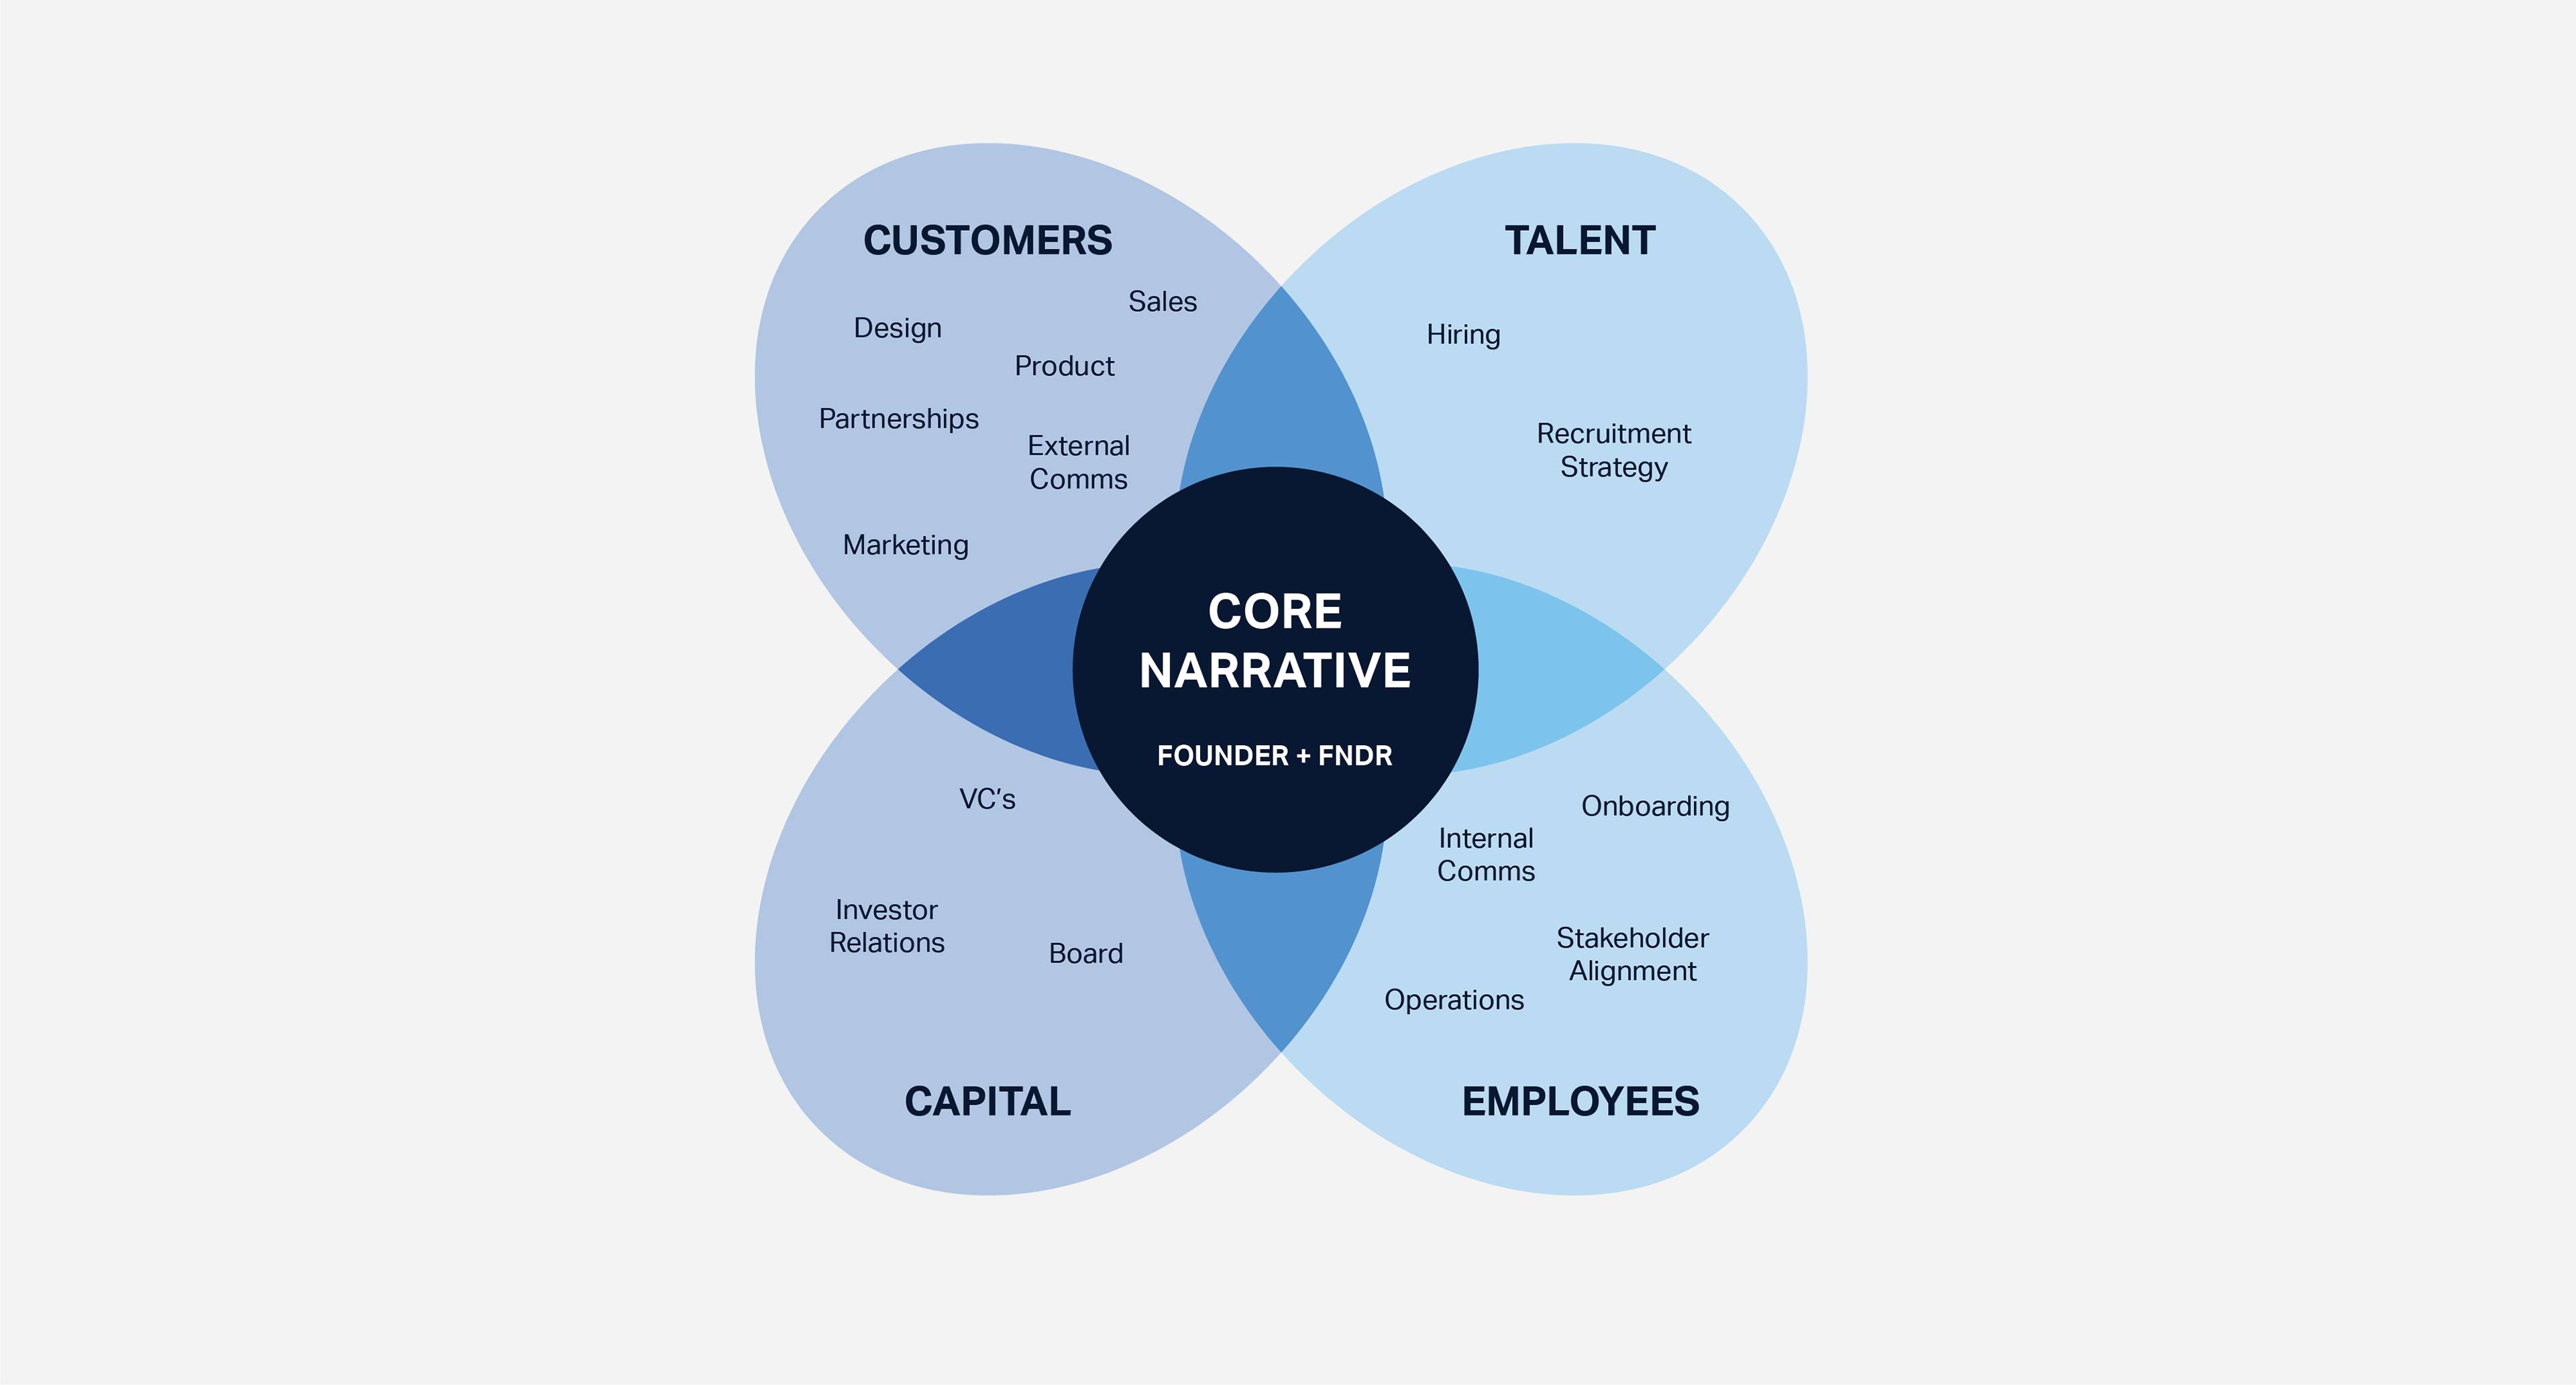 CUSTOMERS
Sales
Design
Product
Partnerships
External
Comms
Marketing
TALENT
Hiring
Recruitment
Strategy
CORE
NARRATIVE
FOUNDER + FNDR
VC's
Investor
Relations
Board
CAPITAL
Onboarding
Internal
Comms
Stakeholder
Alignment
Operations
EMPLOYEES